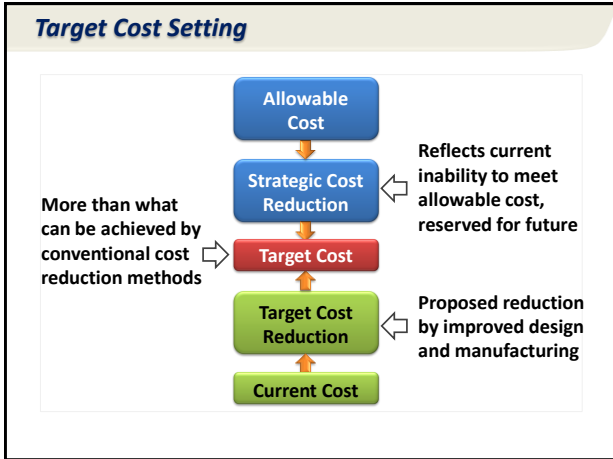 Target Cost Setting
Allowable
Cost
Strategic Cost
Reduction
Reflects current
inability to meet
allowable cost,
reserved for future
More than what
can be achieved by
conventional cost
reduction methods
Target Cost
Target Cost
Reduction
Proposed reduction
by improved design
and manufacturing
Current Cost